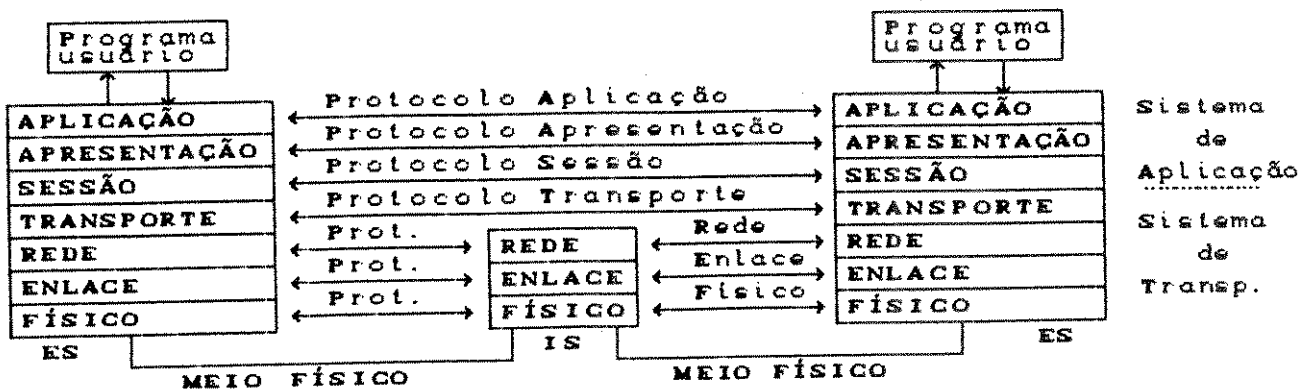 Programa
usuário
Programa
usuário
APLICAÇÃO
Protocolo Aplicação
APLICAÇÃO
Sistema
APRESENTAÇÃO
Protocolo Apresentação
APRESENTAÇÃO
de
SESSÃO
Protocolo Sessão
SESSÃO
Aplicação
TRANSPORTE
Protocolo Transporte
TRANSPORTE
Sistema
REDE
Prot.
REDE
Rede
REDE
de
ENLACE
Prot.
ENLACE
Enlace
ENLACE
Transp.
FÍSICO
Prot.
FÍSICO
Físico
FÍSICO
ES
IS
ES
MEIO FÍSICO
MEIO FÍSICO